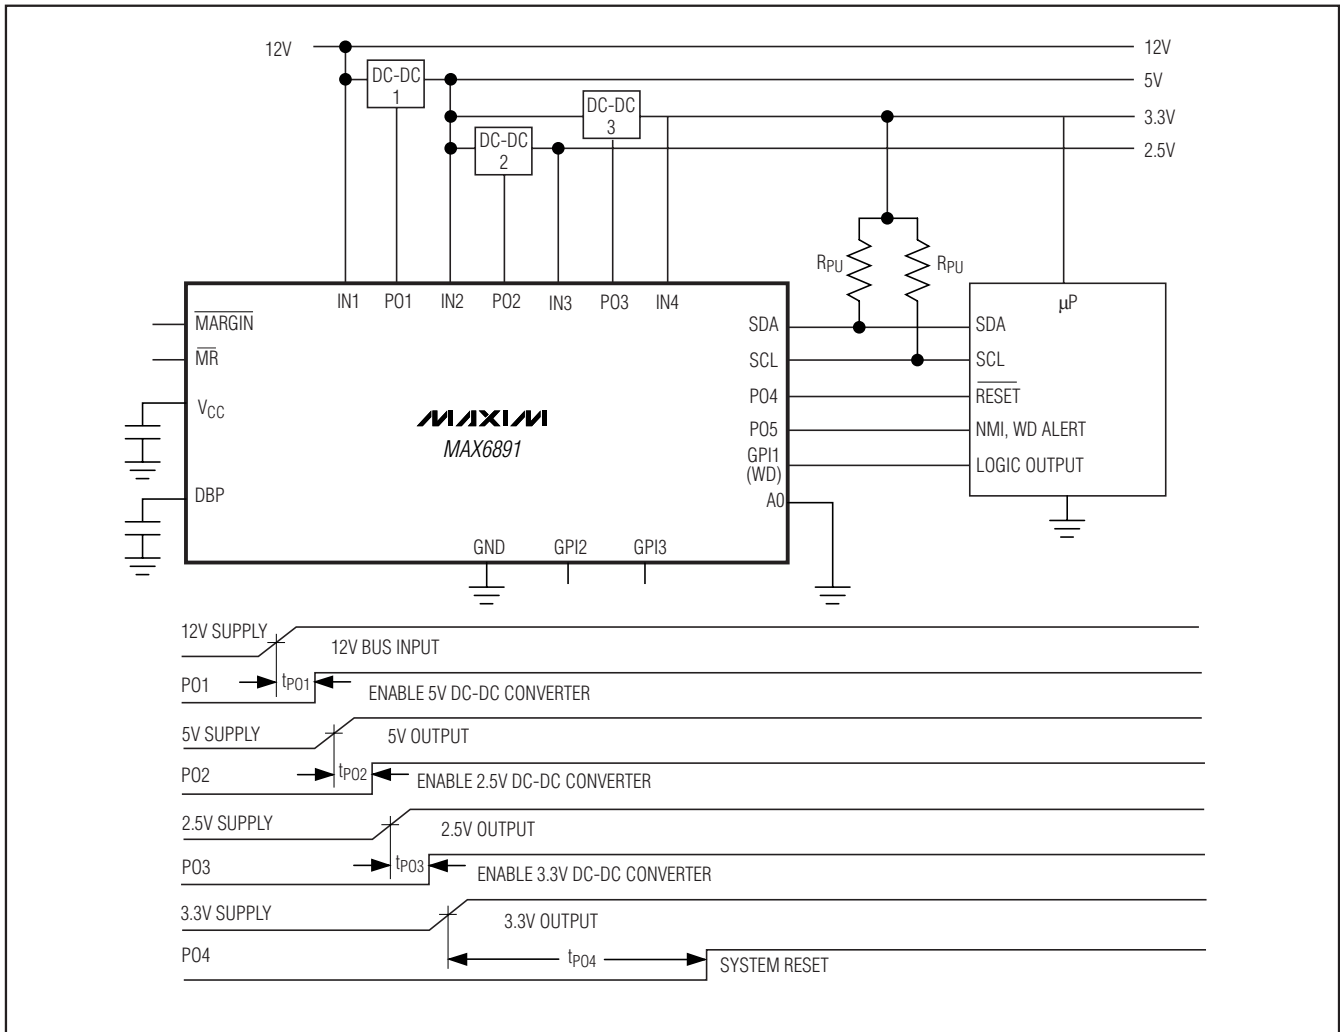 12V 12V
DC-DC 1 5V
DC-DC 3 3.3V
DC-DC 2 2.5V
RPU RPU
IN1 PO1 IN2 PO2 IN3 PO3 IN4 µP
MARGIN SDA SDA
MR SCL SCL
VCC PO4 RESET
MAXIM
MAX6891 PO5 NMI, WD ALERT
GPI1
(WD) LOGIC OUTPUT
DBP A0
GND GPI2 GPI3
12V SUPPLY 12V BUS INPUT
PO1 tPO1 ENABLE 5V DC-DC CONVERTER
5V SUPPLY 5V OUTPUT
PO2 tPO2 ENABLE 2.5V DC-DC CONVERTER
2.5V SUPPLY 2.5V OUTPUT
PO3 tPO3 ENABLE 3.3V DC-DC CONVERTER
3.3V SUPPLY 3.3V OUTPUT
PO4 tPO4 SYSTEM RESET